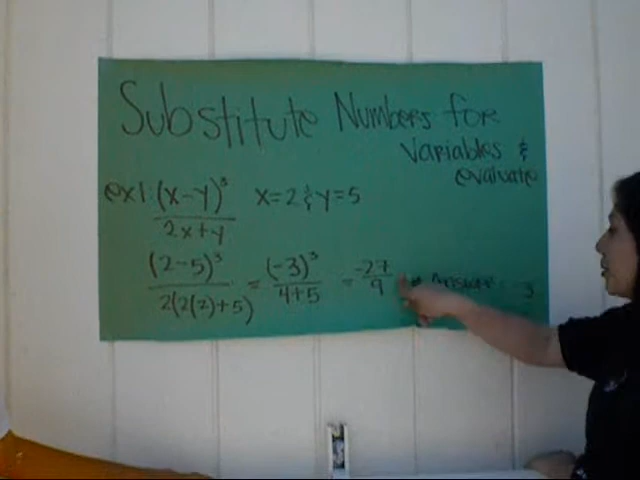 Substitute Numbers for
Variables &
evaluate
ex1: (x-y)³ x=2 & y=5
2x+y
(2-5)³ = (-3)³ = -27
2(2(2)+5) 4+5 9
Answer: -3